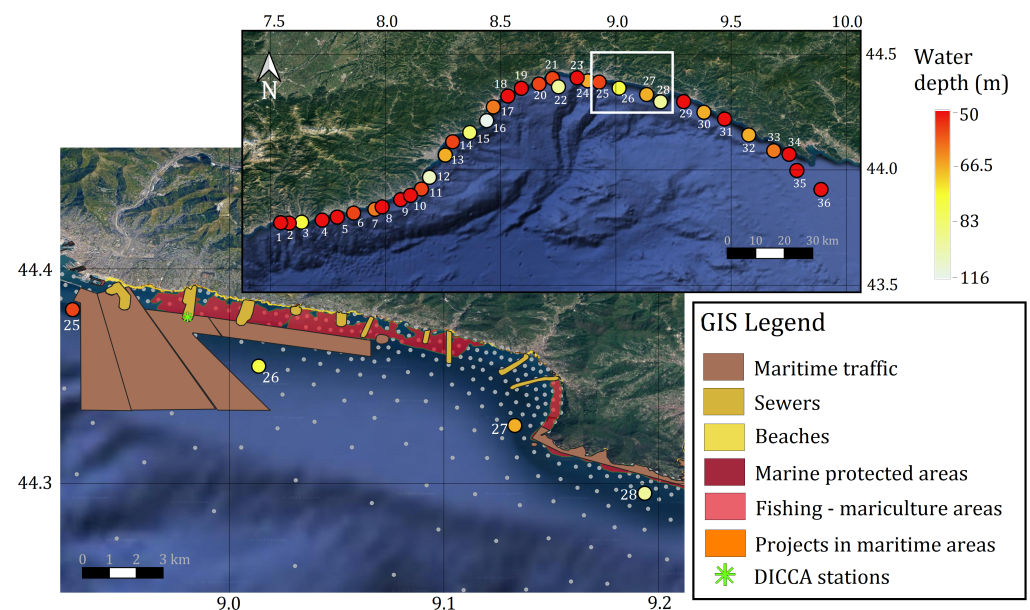 7.5 8.0 8.5 9.0 9.5 10.0
44.5
44.0
43.5
N
1 2 3 4 5 6 7 8 9 10 11 12 13 14 15 16 17 18 19 20 21 22 23 24 25 26 27 28 29 30 31 32 33 34 35 36
0 10 20 30 km
Water
depth (m)
50
66.5
83
116
44.4
44.3
25
26
27
28
0 1 2 3 km
9.0 9.1 9.2
GIS Legend
Maritime traffic
Sewers
Beaches
Marine protected areas
Fishing - mariculture areas
Projects in maritime areas
DICCA stations